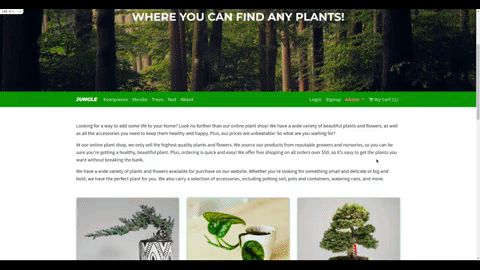 WHERE YOU CAN FIND ANY PLANTS!
JUNGLE Evergreens Shrubs Trees Test About Login Signup Admin My Cart (1)
Looking for a way to add some life to your home? Look no further than our online plant shop! We have a wide variety of beautiful plants and flowers, as well
as all the accessories you need to keep them healthy and happy. Plus, our prices are unbeatable! So what are you waiting for?
At our online plant shop, we only sell the highest quality plants and flowers. We source our products from reputable growers and nurseries, so you can be
sure you're getting a healthy, beautiful plant. Plus, ordering is quick and easy! We offer free shipping on all orders over $50, so it's easy to get the plants you
want without breaking the bank.
We have a wide variety of plants and flowers available for purchase on our website. Whether you're looking for something small and delicate or big and
bold, we have the perfect plant for you. We also carry a selection of accessories, including potting soil, pots and containers, watering cans, and more.